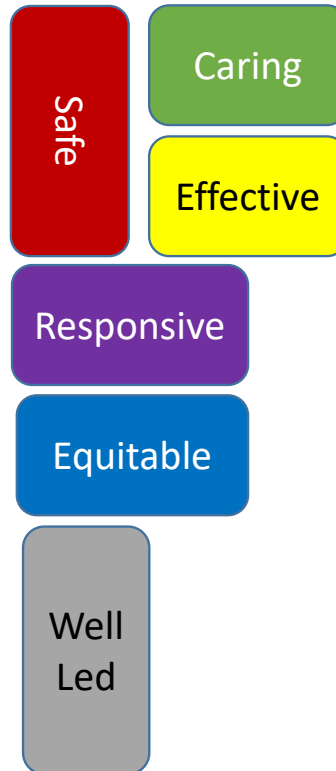 Safe
Caring
Effective
Responsive
Equitable
Well
Led